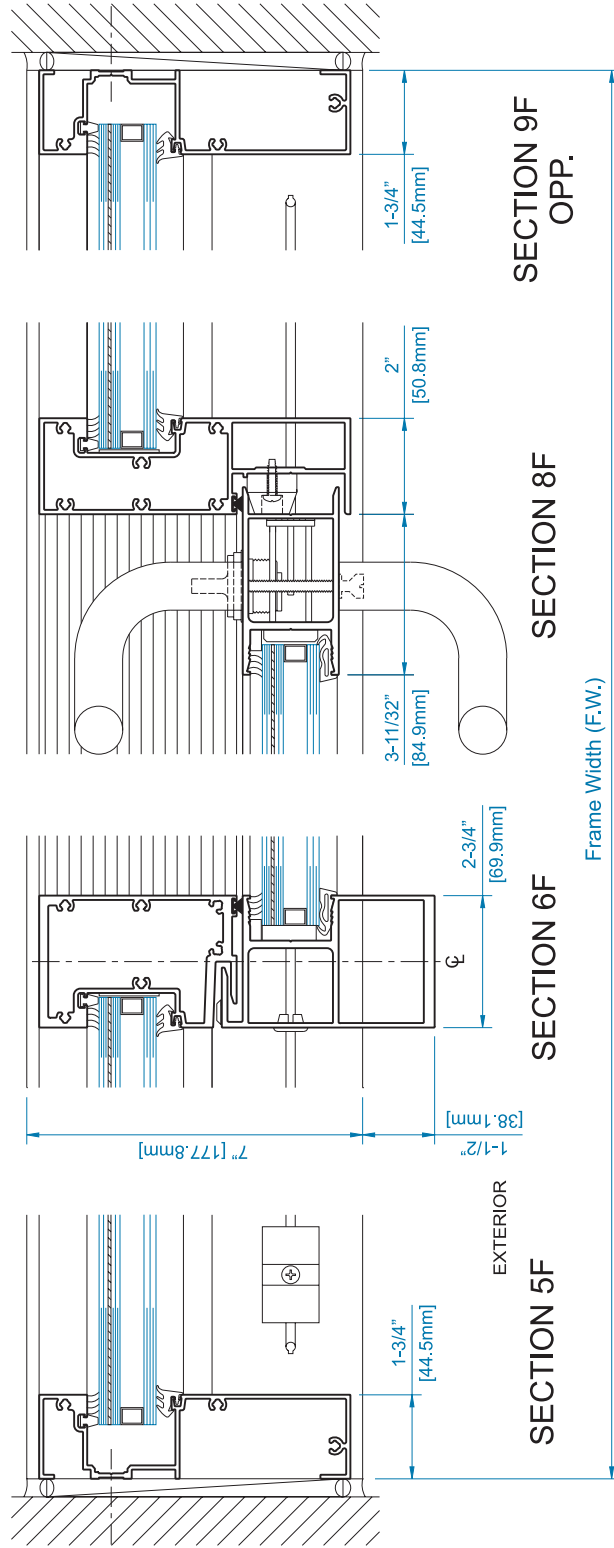 SECTION 5F
EXTERIOR
1-3/4"
[44.5mm]
7" [177.8mm]
1-1/2"
[38.1mm]
SECTION 6F
℄
2-3/4"
[69.9mm]
Frame Width (F.W.)
SECTION 8F
3-11/32"
[84.9mm]
2"
[50.8mm]
SECTION 9F
OPP.
1-3/4"
[44.5mm]